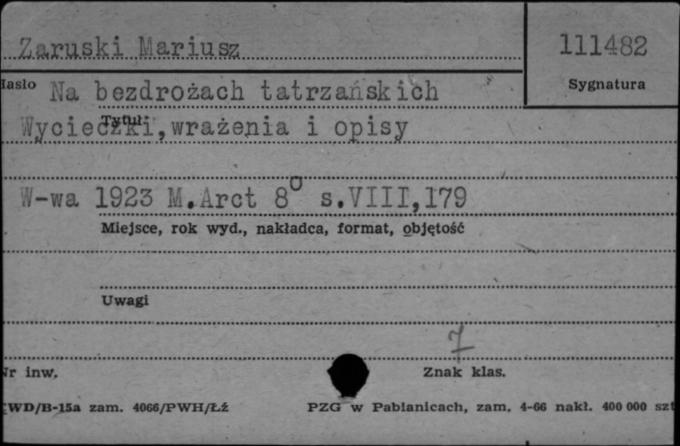 Zaruski Mariusz
111482
Hasło
Sygnatura
Na bezdrożach tatrzańskich
Tytuł
Wycieczki, wrażenia i opisy
W-wa 1923 M.Arct 8° s.VIII,179
Miejsce, rok wyd., nakładca, format, objętość
Uwagi
7
Nr inw.
Znak klas.
WD/B-15a zam. 4066/PWH/Łź
PZG w Pabianicach, zam. 4-66 nakł. 400 000 szt